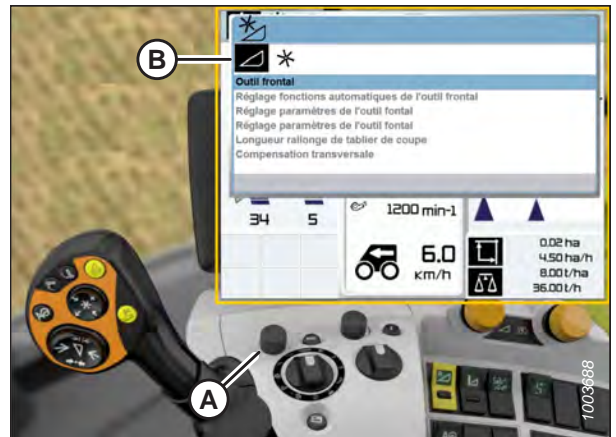 B
Outil frontal
Réglage fonctions automatiques de l'outil frontal
Réglage paramètres de l'outil fontal
Réglage paramètres de l'outil fontal
Longueur rallonge de tablier de coupe
Compensation transversale
34
5
1200 min-1
6.0
km/h
0.02 ha
4.50 ha/h
8.00 t/ha
36.00 t/h
A
1003688